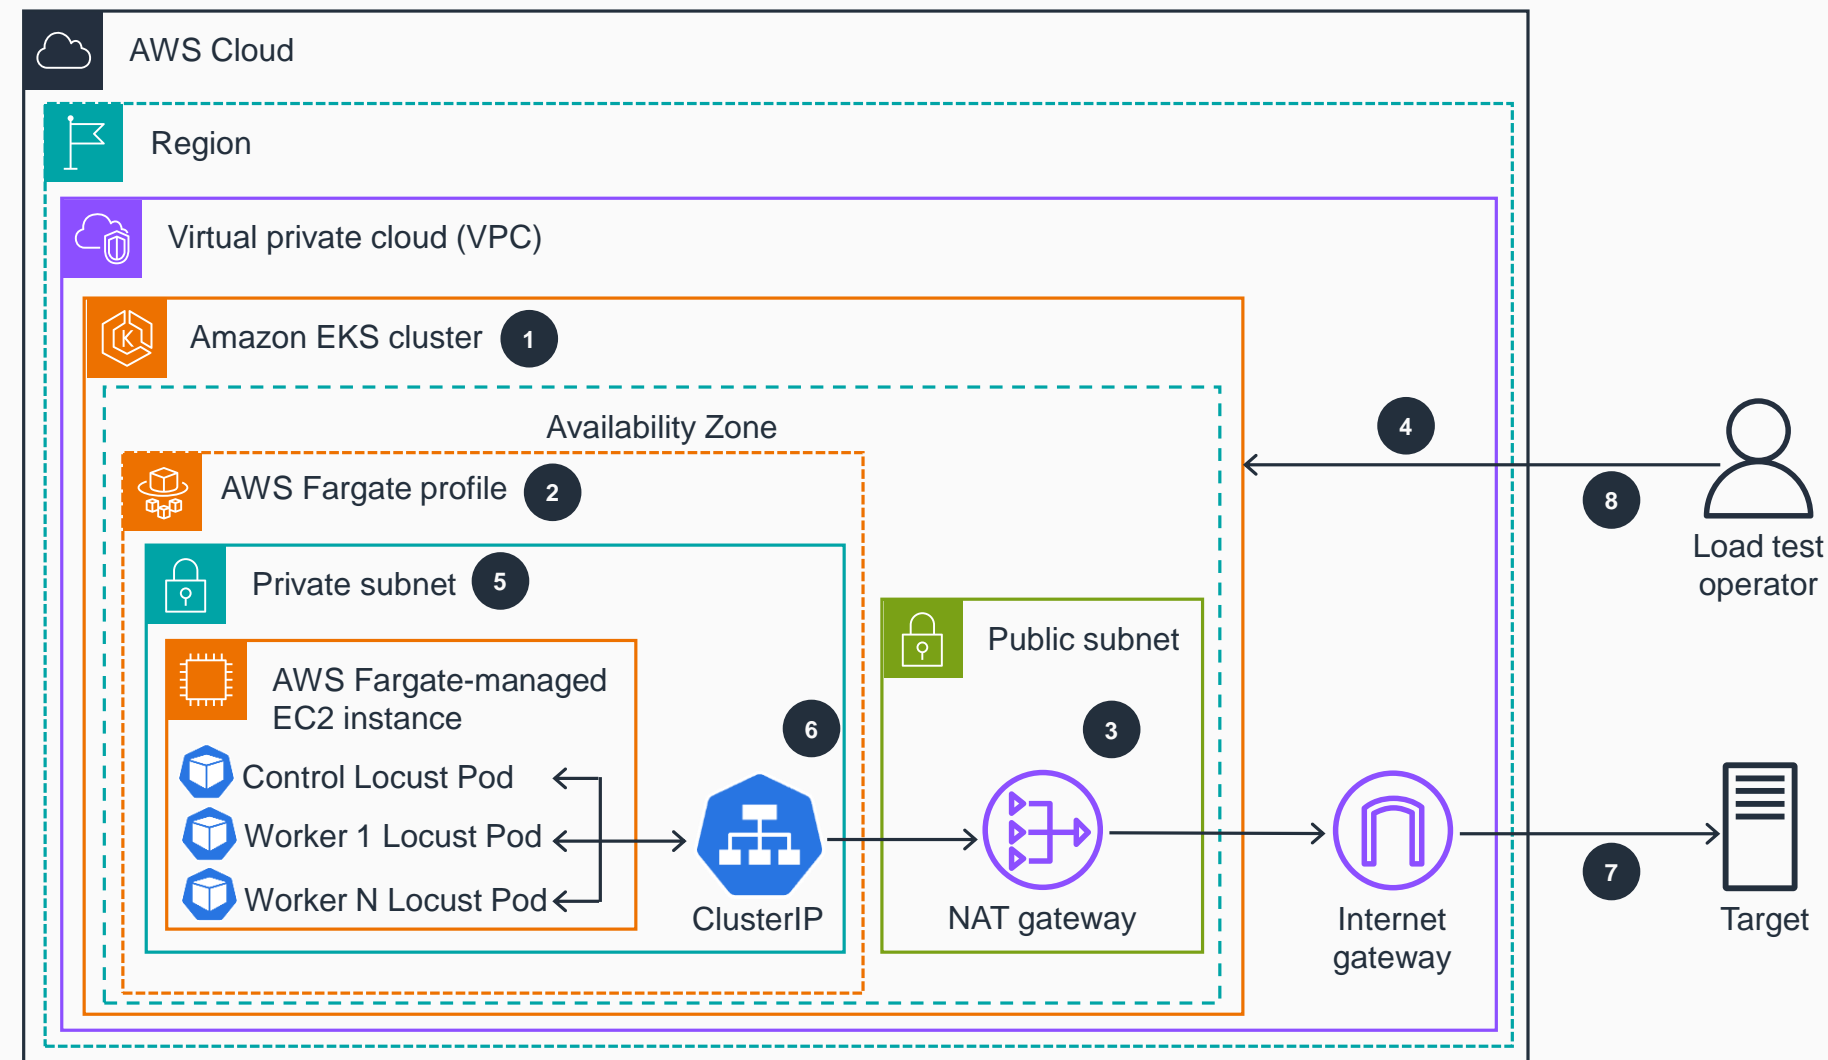 AWS Cloud
Region
Virtual private cloud (VPC)
K
Amazon EKS cluster
1
Availability Zone
4
AWS Fargate profile
2
8
Load test
operator
Private subnet
5
Public subnet
AWS Fargate-managed
EC2 instance
6
3
Control Locust Pod
Worker 1 Locust Pod
Worker N Locust Pod
ClusterIP
NAT gateway
Internet
gateway
7
Target